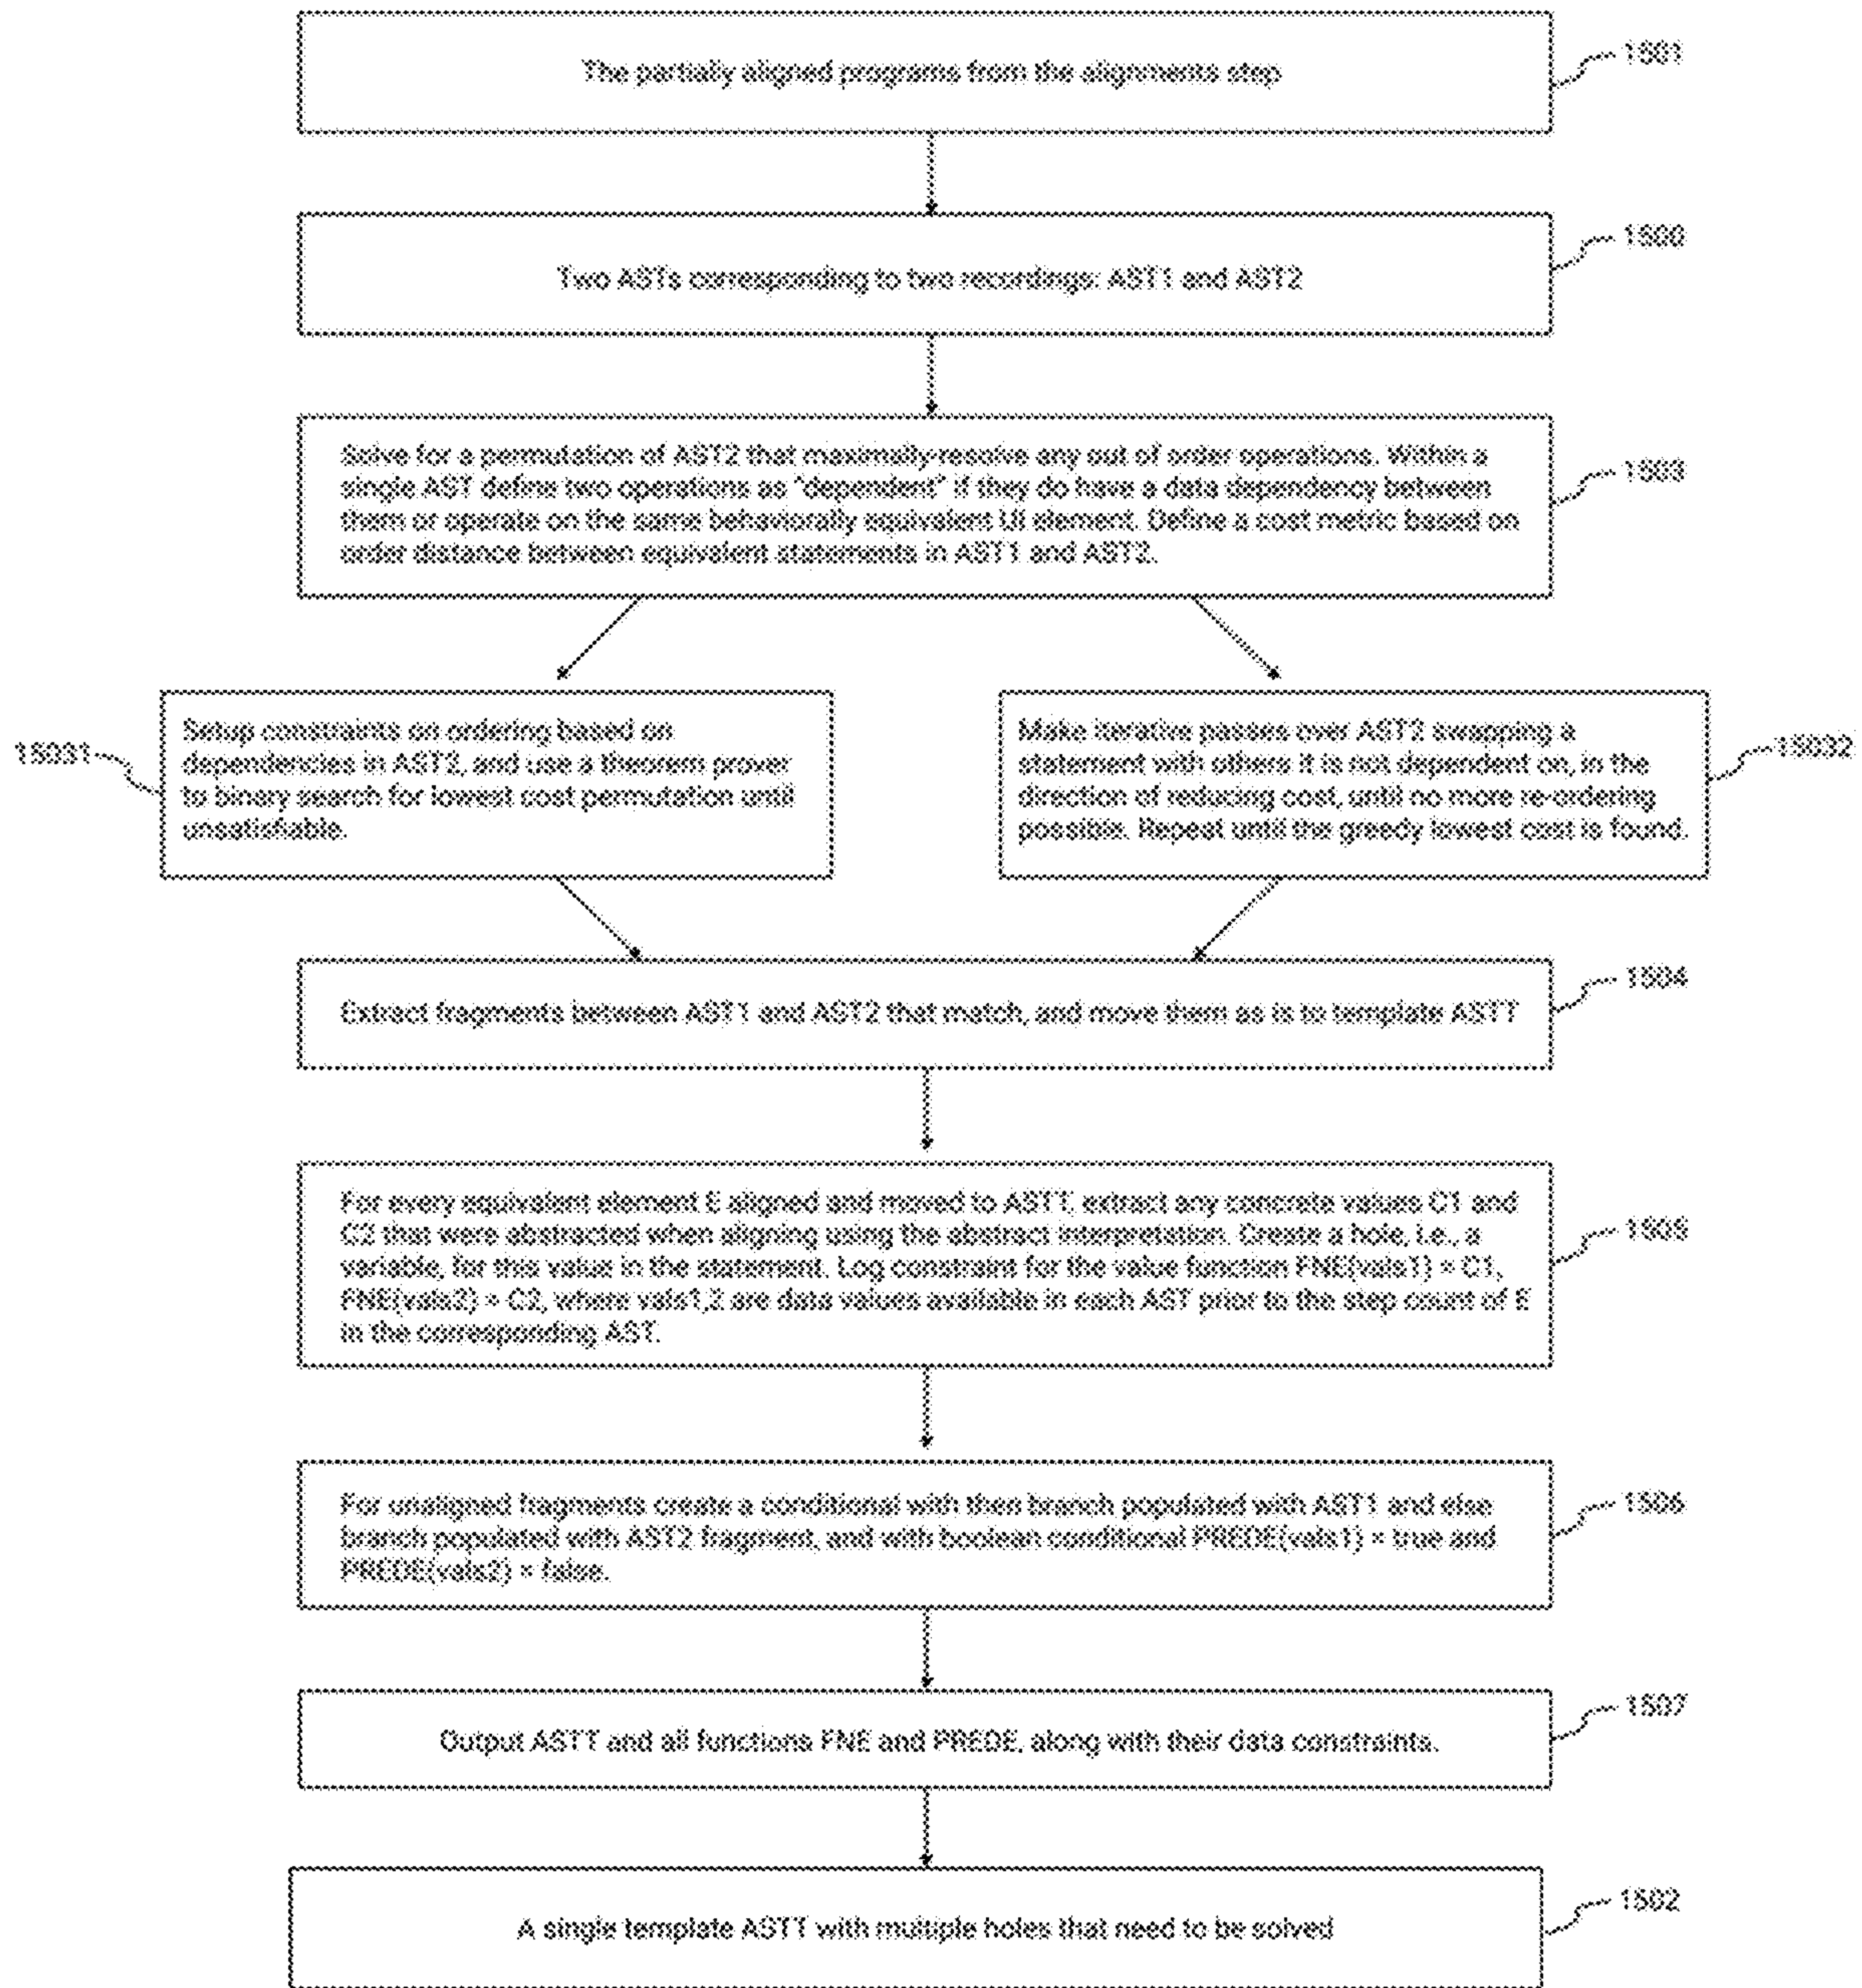 The partially aligned programs from the alignments step
1501
Two ASTs corresponding to two recordings: AST1 and AST2
1500
Solve for a permutation of AST2 that maximally-resolve any out of order operations. Within a
single AST define two operations as "dependent" if they do have a data dependency between
them or operate on the same behaviorally equivalent UI element. Define a cost metric based on
order distance between equivalent statements in AST1 and AST2.
1503
15031
Setup constraints on ordering based on
dependencies in AST2, and use a theorem prover
to binary search for lowest cost permutation until
unsatisfiable.
Make iterative passes over AST2 swapping a
statement with others it is not dependent on, in the
direction of reducing cost, until no more re-ordering
possible. Repeat until the greedy lowest cost is found.
15032
Extract fragments between AST1 and AST2 that match, and move them as is to template ASTT
1504
For every equivalent element E aligned and moved to ASTT, extract any concrete values C1 and
C2 that were abstracted when aligning using the abstract interpretation. Create a hole, i.e., a
variable, for this value in the statement. Log constraint for the value function FNE(vals1) = C1,
FNE(vals2) = C2, where vals1,2 are data values available in each AST prior to the step count of E
in the corresponding AST.
1505
For unaligned fragments create a conditional with then branch populated with AST1 and else
branch populated with AST2 fragment, and with boolean conditional PREDE(vals1) = true and
PREDE(vals2) = false.
1506
Output ASTT and all functions FNE and PREDE, along with their data constraints.
1507
A single template ASTT with multiple holes that need to be solved
1502